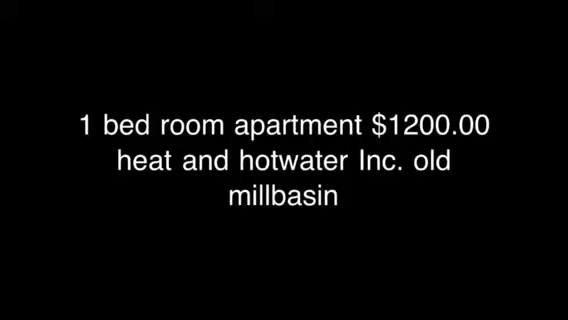 1 bed room apartment $1200.00
heat and hotwater Inc. old
millbasin